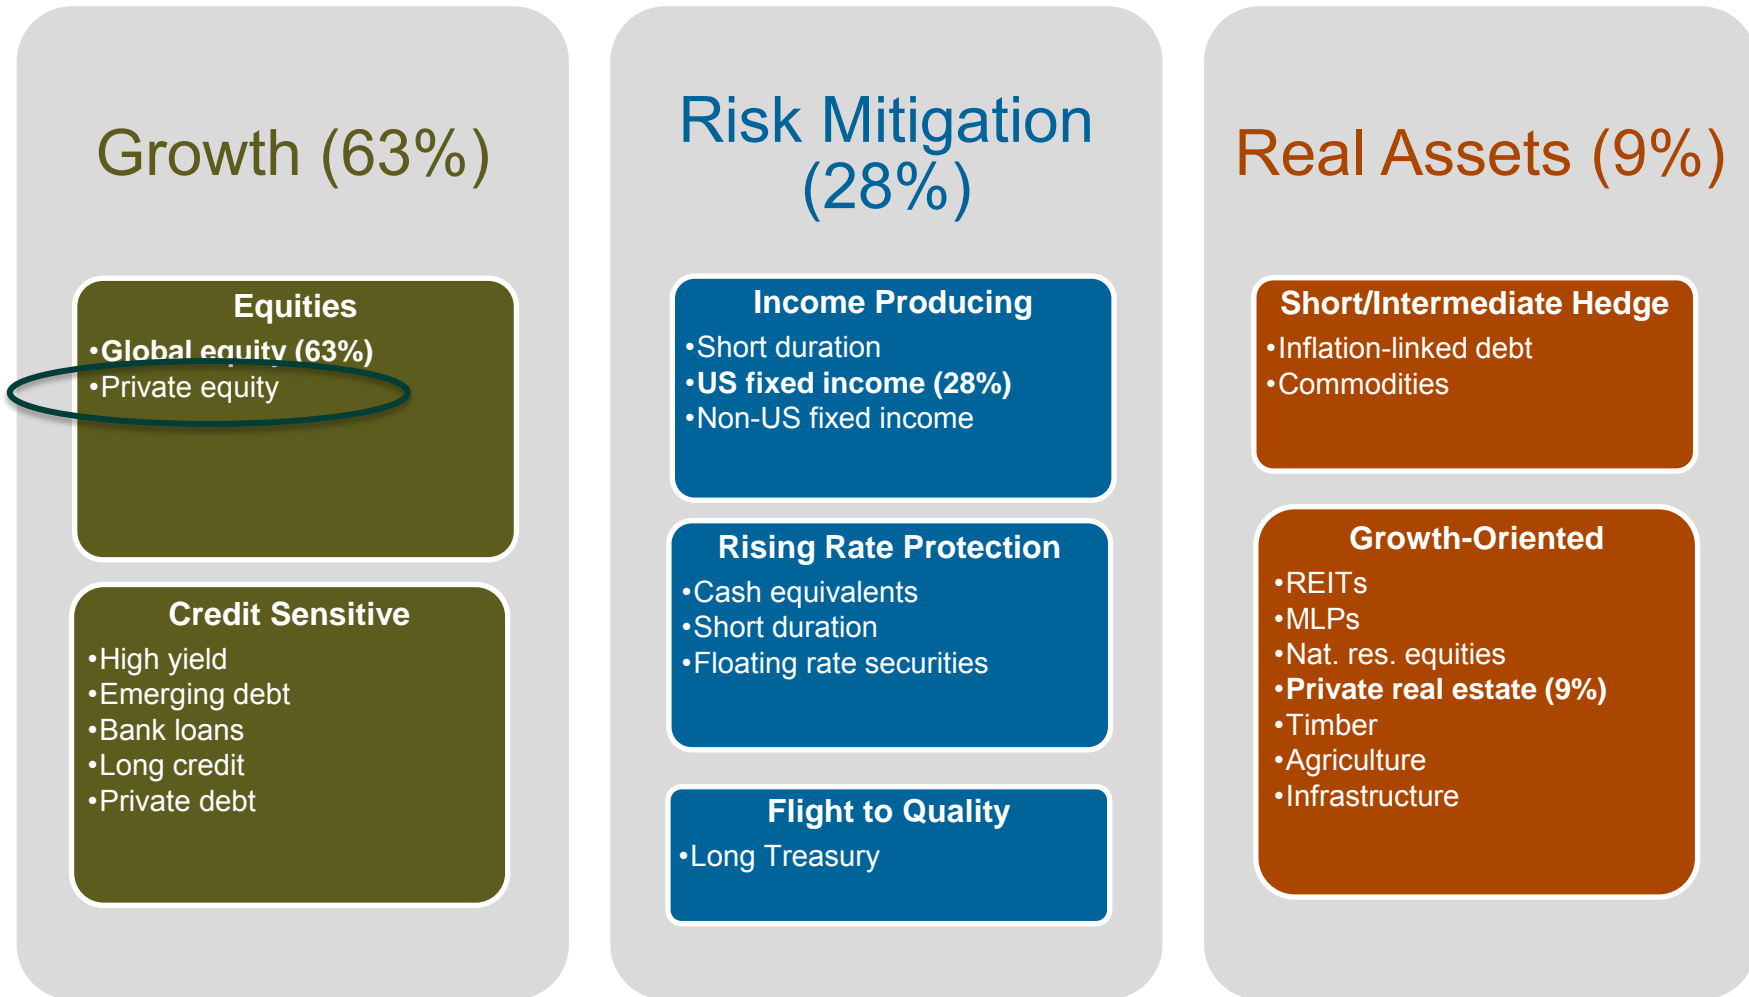 Growth (63%)
Equities
•Global equity (63%)
•Private equity
Credit Sensitive
•High yield
•Emerging debt
•Bank loans
•Long credit
•Private debt
Risk Mitigation
(28%)
Income Producing
•Short duration
•US fixed income (28%)
•Non-US fixed income
Rising Rate Protection
•Cash equivalents
•Short duration
•Floating rate securities
Flight to Quality
•Long Treasury
Real Assets (9%)
Short/Intermediate Hedge
•Inflation-linked debt
•Commodities
Growth-Oriented
•REITs
•MLPs
•Nat. res. equities
•Private real estate (9%)
•Timber
•Agriculture
•Infrastructure